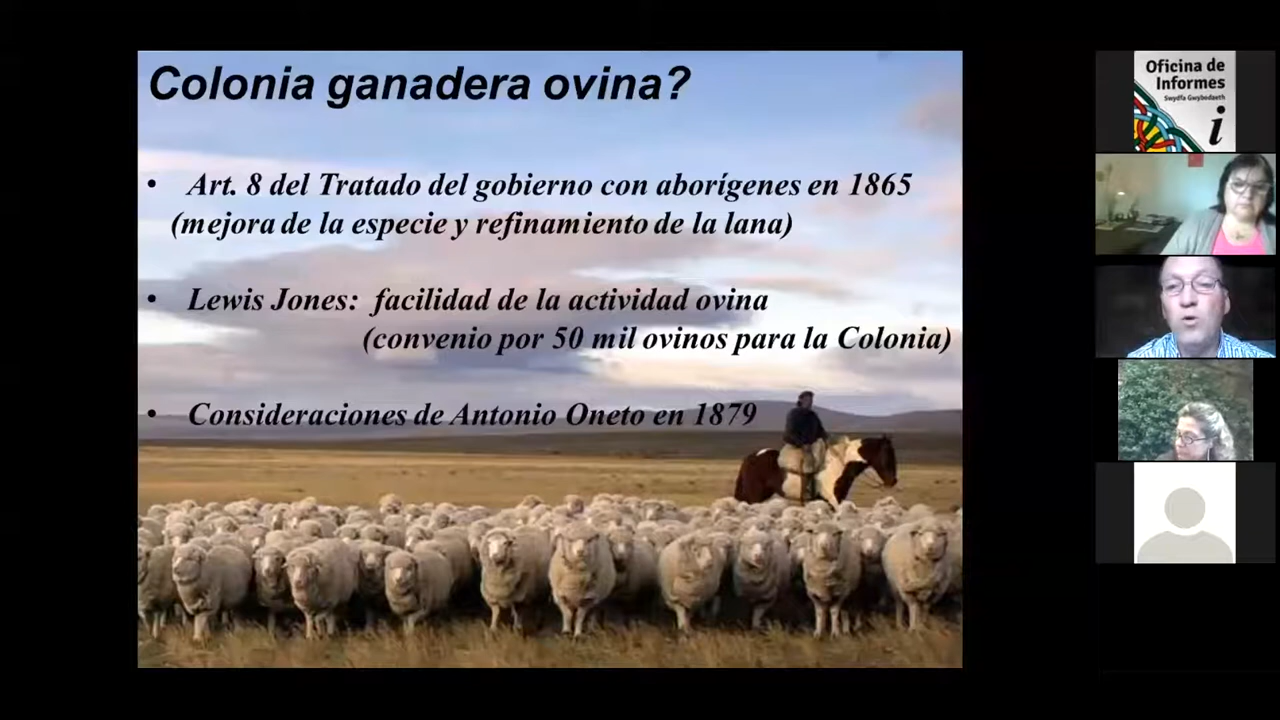 Colonia ganadera ovina?
• Art. 8 del Tratado del gobierno con aborígenes en 1865
(mejora de la especie y refinamiento de la lana)
• Lewis Jones: facilidad de la actividad ovina
(convenio por 50 mil ovinos para la Colonia)
• Consideraciones de Antonio Oneto en 1879
Oficina de
Informes
Swydfa Gwybodaeth
i